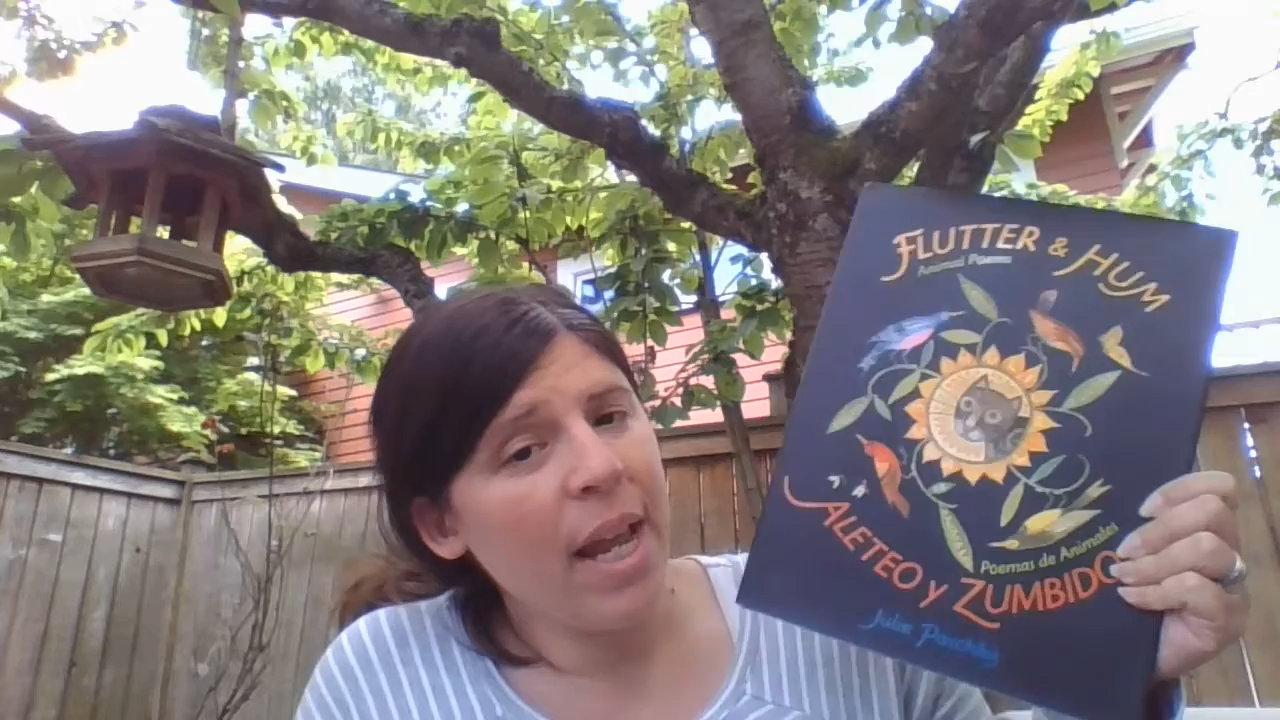 FLUTTER & HUM
Animal Poems
Poemas de Animales
ALETEO y ZUMBIDO
Julie Paschkis